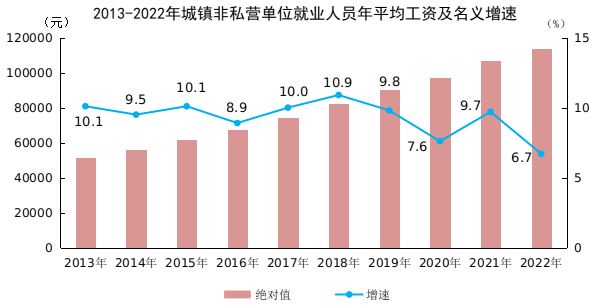 2013-2022年城镇非私营单位就业人员年平均工资及名义增速
（元） （%）
120000 15
100000
80000 10
60000
40000 5
20000
0 0
10.1 9.5 10.1 8.9 10.0 10.9 9.8 7.6 9.7 6.7
2013年 2014年 2015年 2016年 2017年 2018年 2019年 2020年 2021年 2022年
绝对值 增速